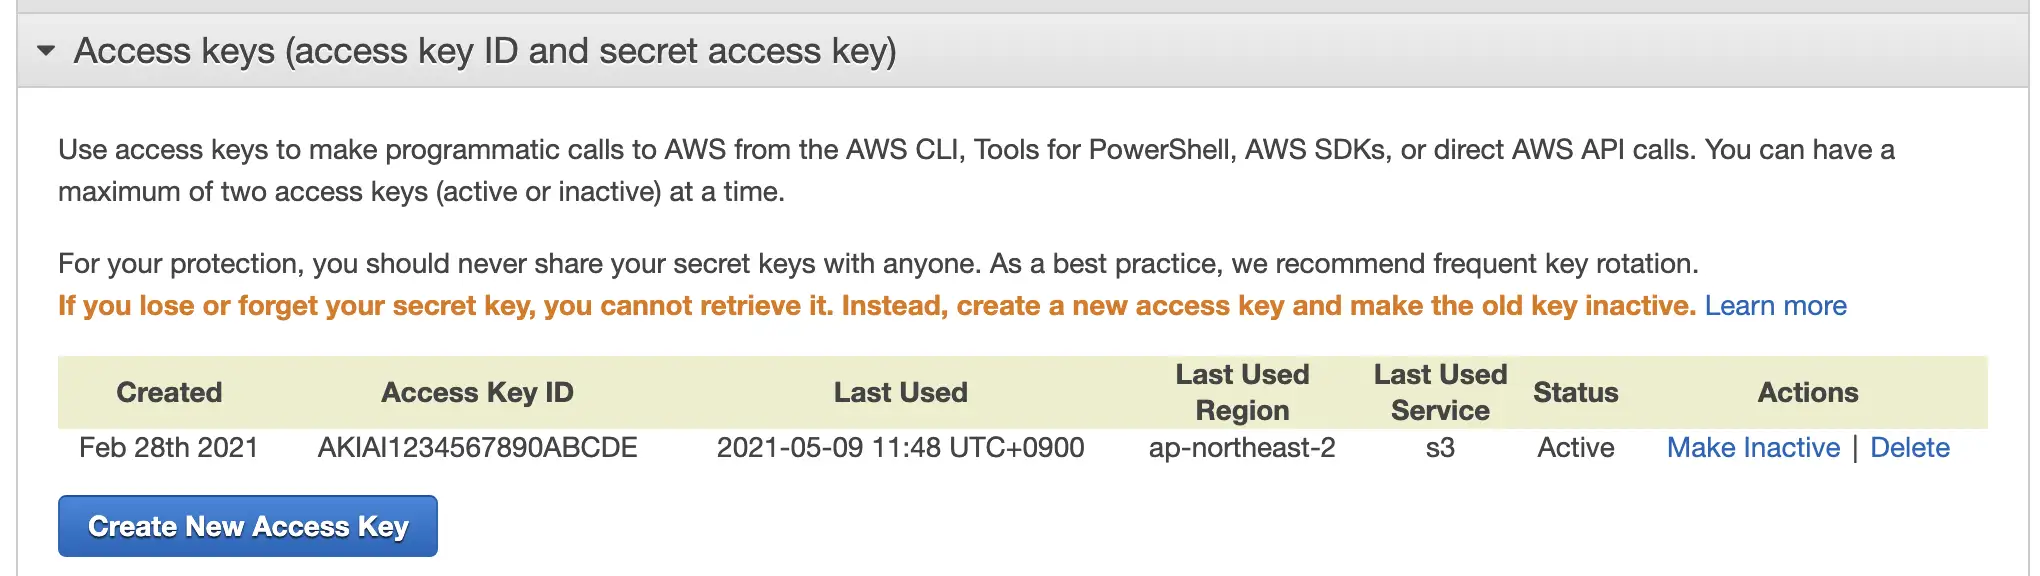 Access keys (access key ID and secret access key)
Use access keys to make programmatic calls to AWS from the AWS CLI, Tools for PowerShell, AWS SDKs, or direct AWS API calls. You can have a
maximum of two access keys (active or inactive) at a time.
For your protection, you should never share your secret keys with anyone. As a best practice, we recommend frequent key rotation.
If you lose or forget your secret key, you cannot retrieve it. Instead, create a new access key and make the old key inactive. Learn more
Created Access Key ID Last Used Last Used Region Last Used Service Status Actions
Feb 28th 2021 AKIAI1234567890ABCDE 2021-05-09 11:48 UTC+0900 ap-northeast-2 s3 Active Make Inactive | Delete
Create New Access Key